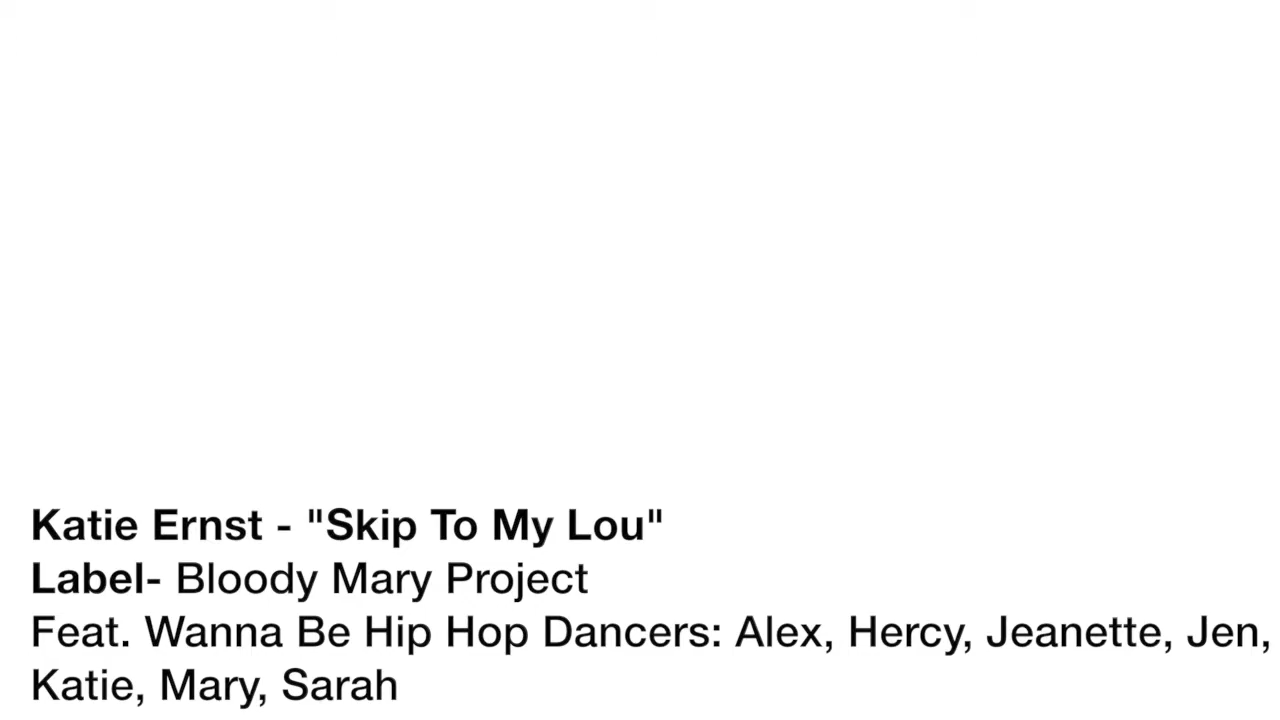 Katie Ernst - "Skip To My Lou"
Label- Bloody Mary Project
Feat. Wanna Be Hip Hop Dancers: Alex, Hercy, Jeanette, Jen,
Katie, Mary, Sarah